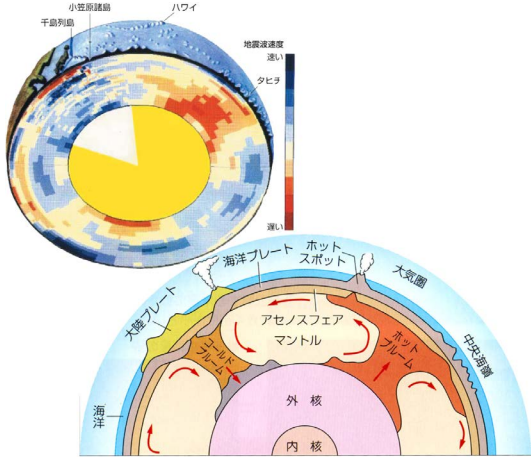 小笠原諸島
ハワイ
千島列島
地震波速度
速い
タヒチ
遅い
海洋プレート
ホット
スポット
大気圏
大陸プレート
アセノスフェア
マントル
コールド
プルーム
ホット
プルーム
中央海嶺
海洋
外核
内核